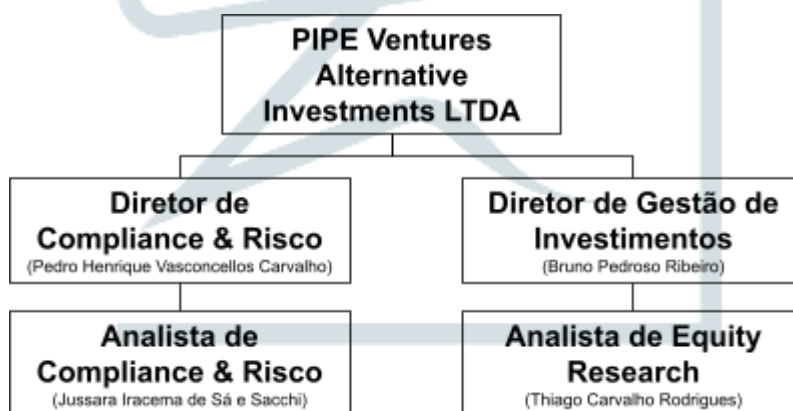 PIPE Ventures
Alternative
Investments LTDA
Diretor de
Compliance & Risco
(Pedro Henrique Vasconcellos Carvalho)
Diretor de Gestão de
Investimentos
(Bruno Pedroso Ribeiro)
Analista de
Compliance & Risco
(Jussara Iracema de Sá e Sacchi)
Analista de Equity
Research
(Thiago Carvalho Rodrigues)